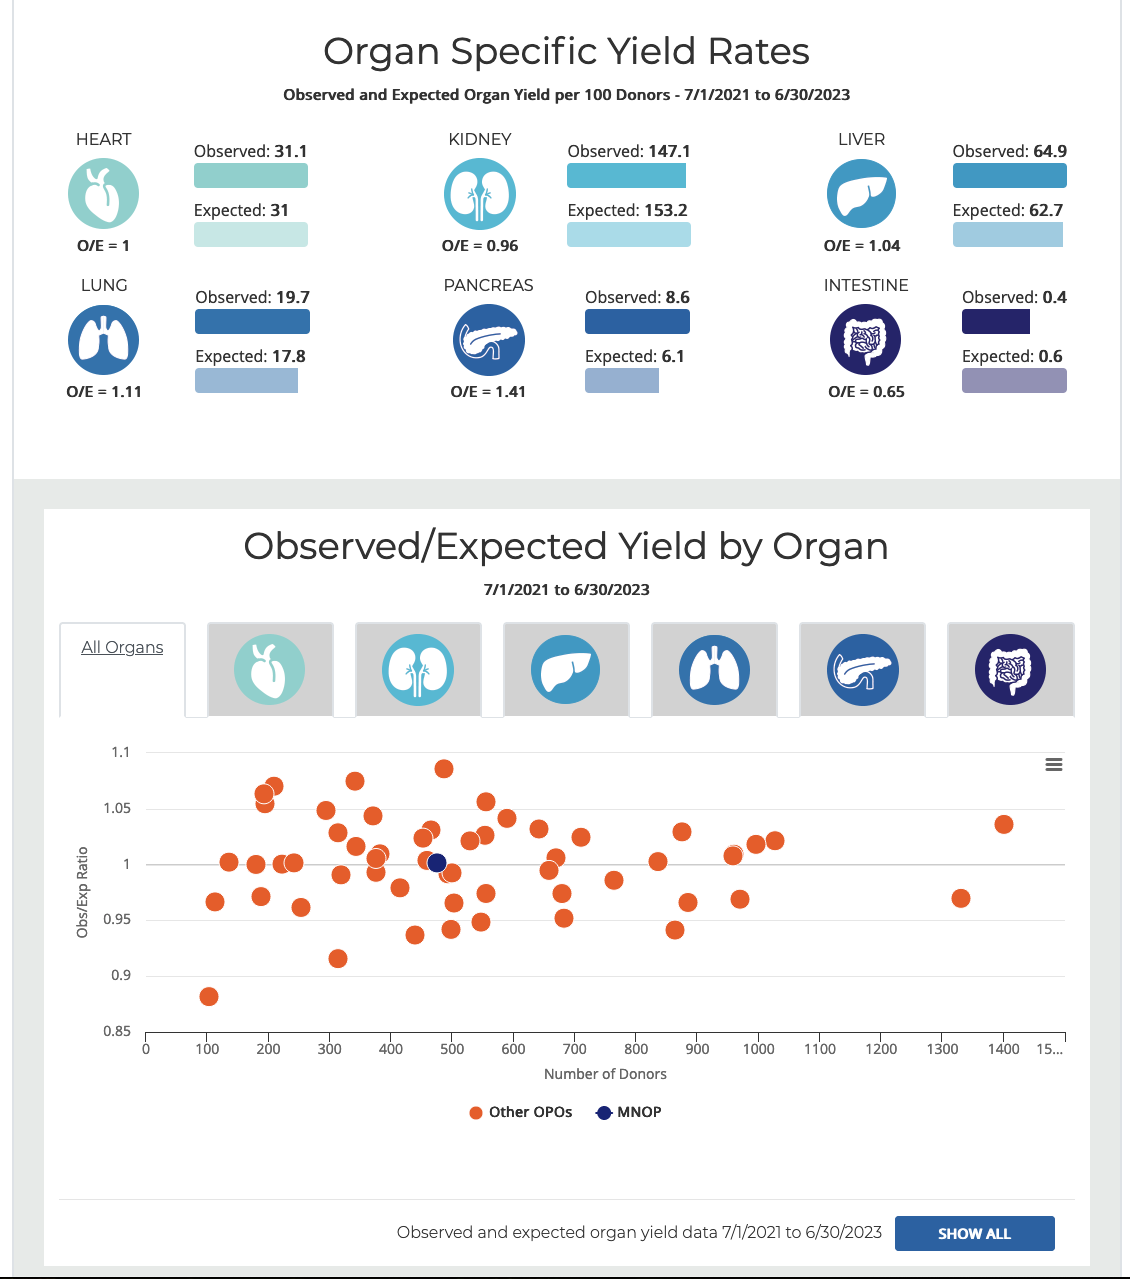 Organ Specific Yield Rates
Observed and Expected Organ Yield per 100 Donors - 7/1/2021 to 6/30/2023
HEART
Observed: 31.1
Expected: 31
O/E = 1
KIDNEY
Observed: 147.1
Expected: 153.2
O/E = 0.96
LIVER
Observed: 64.9
Expected: 62.7
O/E = 1.04
LUNG
Observed: 19.7
Expected: 17.8
O/E = 1.11
PANCREAS
Observed: 8.6
Expected: 6.1
O/E = 1.41
INTESTINE
Observed: 0.4
Expected: 0.6
O/E = 0.65
Observed/Expected Yield by Organ
7/1/2021 to 6/30/2023
All Organs
Obs/Exp Ratio
1.1
1.05
1
0.95
0.9
0.85
0 100 200 300 400 500 600 700 800 900 1000 1100 1200 1300 1400 15...
Number of Donors
Other OPOs MNOP
Observed and expected organ yield data 7/1/2021 to 6/30/2023 SHOW ALL